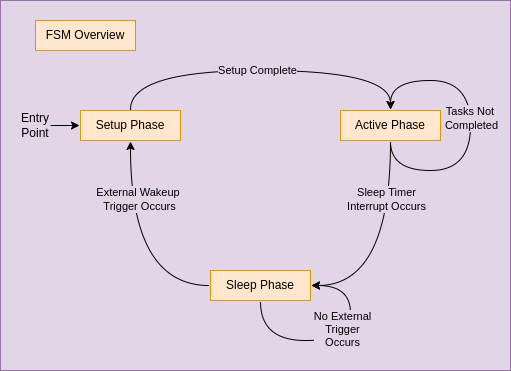 FSM Overview
Setup Complete
Entry
Point
Setup Phase
Active Phase
Tasks Not
Completed
External Wakeup
Trigger Occurs
Sleep Timer
Interrupt Occurs
Sleep Phase
No External
Trigger
Occurs